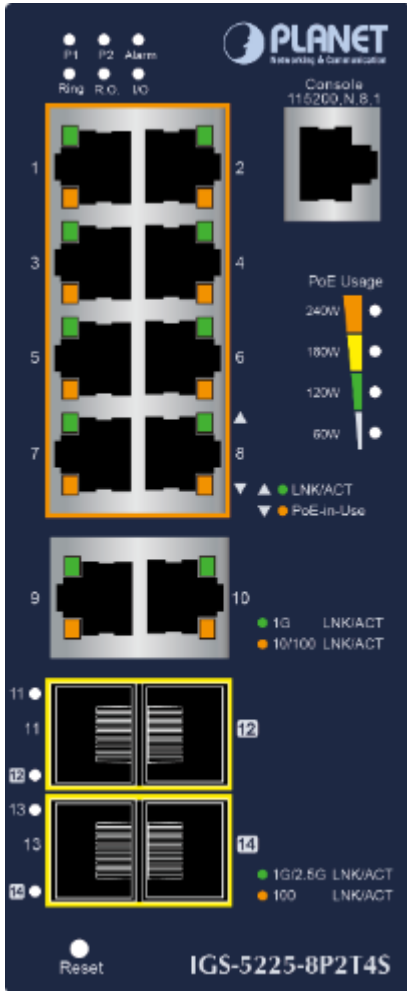 PLANET
Networking & Communication
P1 P2 Alarm
Ring R.O. I/O
Console
115200,N,8,1
1 2
3 4
5 6
7 8
PoE Usage
240W
180W
120W
60W
▲ LNK/ACT
▼ PoE-in-Use
9 10
1G LNK/ACT
10/100 LNK/ACT
11
11 12
12
13
13 14
14
1G/2.5G LNK/ACT
100 LNK/ACT
Reset
IGS-5225-8P2T4S